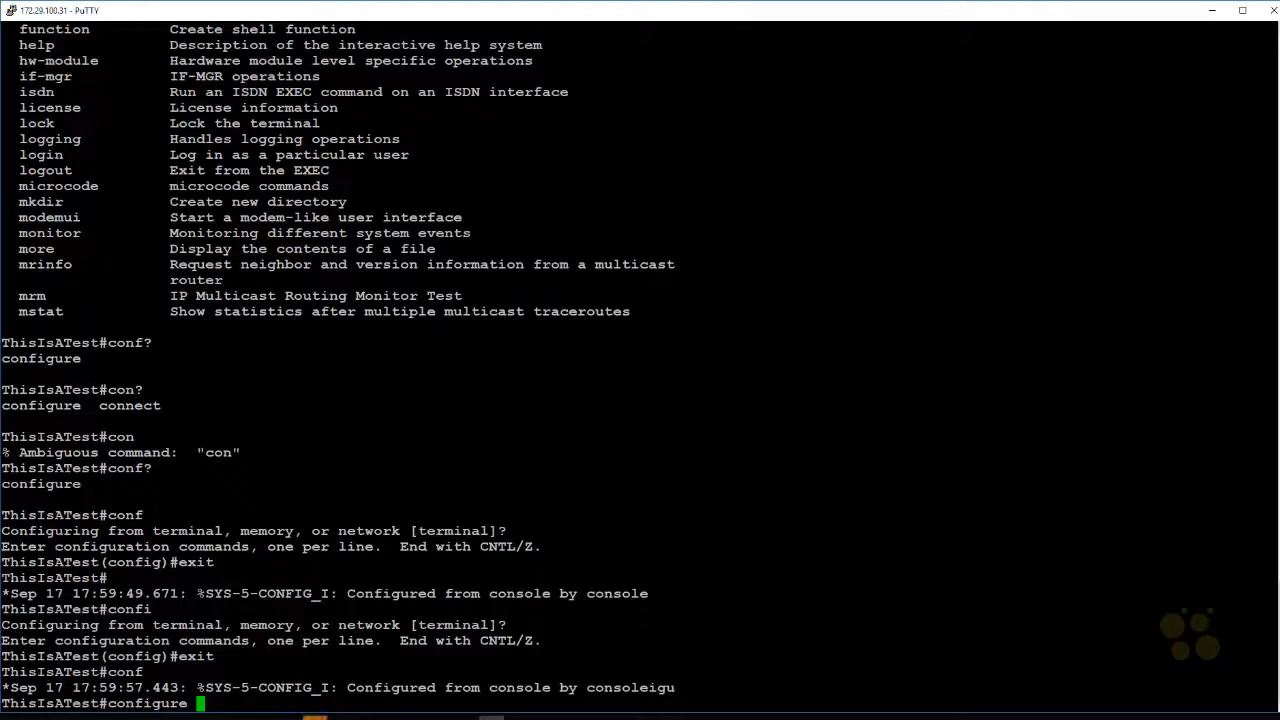 172.29.100.31 - PuTTY
function Create shell function
help Description of the interactive help system
hw-module Hardware module level specific operations
if-mgr IF-MGR operations
isdn Run an ISDN EXEC command on an ISDN interface
license License information
lock Lock the terminal
logging Handles logging operations
login Log in as a particular user
logout Exit from the EXEC
microcode microcode commands
mkdir Create new directory
modemui Start a modem-like user interface
monitor Monitoring different system events
more Display the contents of a file
mrinfo Request neighbor and version information from a multicast
router
mrm IP Multicast Routing Monitor Test
mstat Show statistics after multiple multicast traceroutes
ThisIsATest#conf?
configure
ThisIsATest#con?
configure connect
ThisIsATest#con
% Ambiguous command: "con"
ThisIsATest#conf?
configure
ThisIsATest#conf
Configuring from terminal, memory, or network [terminal]?
Enter configuration commands, one per line. End with CNTL/Z.
ThisIsATest(config)#exit
ThisIsATest#
*Sep 17 17:59:49.671: %SYS-5-CONFIG_I: Configured from console by console
ThisIsATest#confi
Configuring from terminal, memory, or network [terminal]?
Enter configuration commands, one per line. End with CNTL/Z.
ThisIsATest(config)#exit
ThisIsATest#conf
*Sep 17 17:59:57.443: %SYS-5-CONFIG_I: Configured from console by consoleigu
ThisIsATest#configure